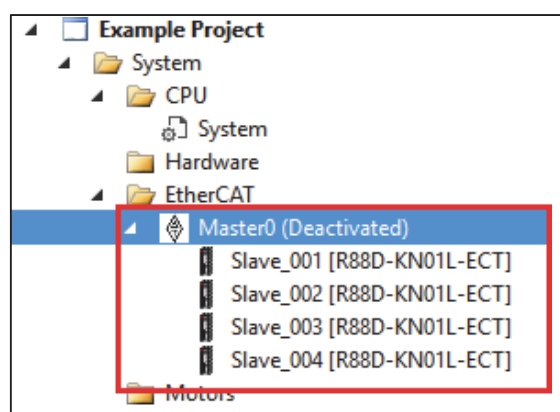 Example Project
System
CPU
System
Hardware
EtherCAT
Master0 (Deactivated)
Slave_001 [R88D-KN01L-ECT]
Slave_002 [R88D-KN01L-ECT]
Slave_003 [R88D-KN01L-ECT]
Slave_004 [R88D-KN01L-ECT]
Motors